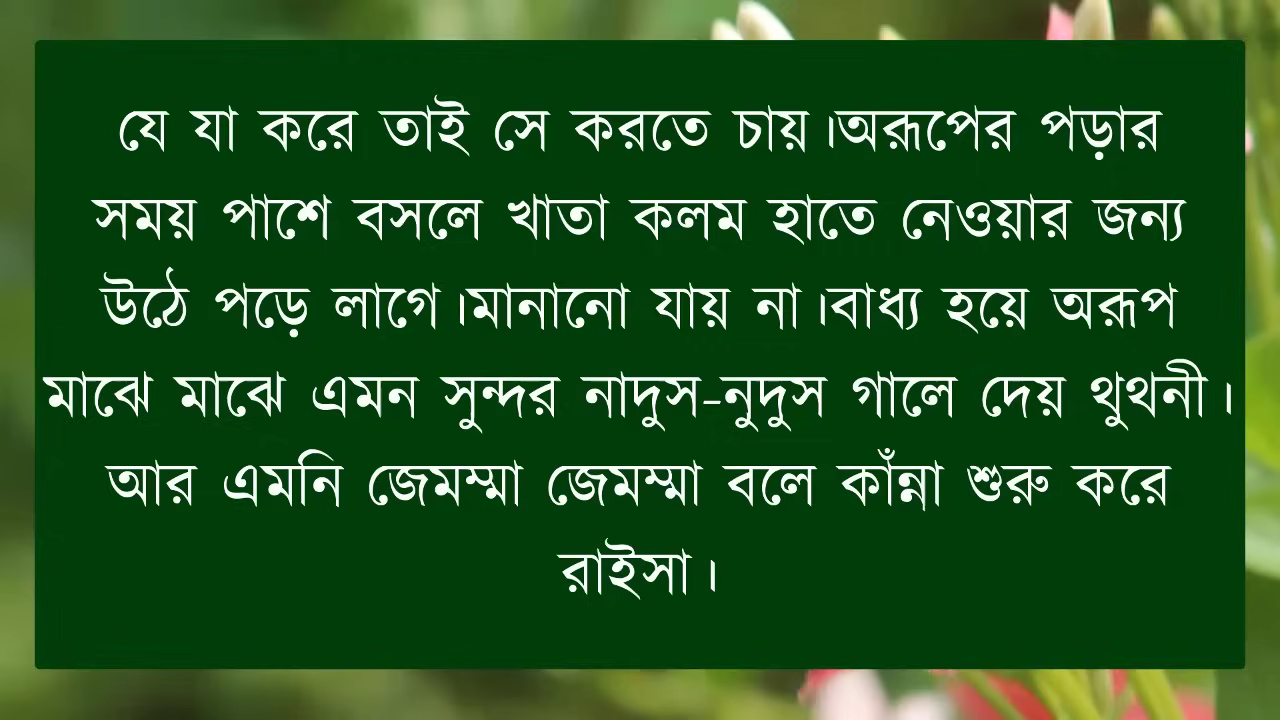 যে যা করে তাই সে করতে চায়।অরূপের পড়ার
সময় পাশে বসলে খাতা কলম হাতে নেওয়ার জন্য
উঠে পড়ে লাগে।মানানো যায় না।বাধ্য হয়ে অরূপ
মাঝে মাঝে এমন সুন্দর নাদুস-নুদুস গালে দেয় থুথনী।
আর এমনি জেমম্মা জেমম্মা বলে কাঁন্না শুরু করে
রাইসা।